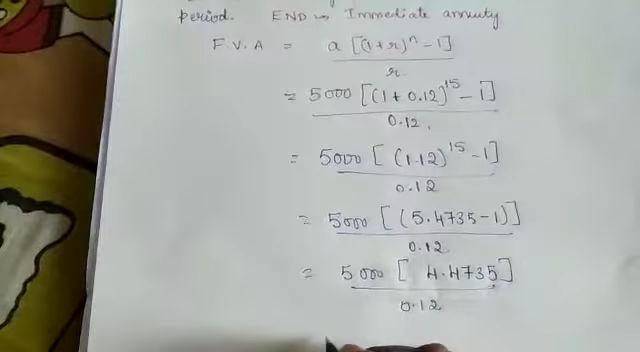 period. END ⇒ Immediate annuity
F.V.A = a [(1+r)ⁿ-1]
r
= 5000 [(1+0.12)¹⁵-1]
0.12.
= 5000 [(1.12)¹⁵-1]
0.12
= 5000 [(5.4735-1)]
0.12
= 5000 [4.4735]
0.12